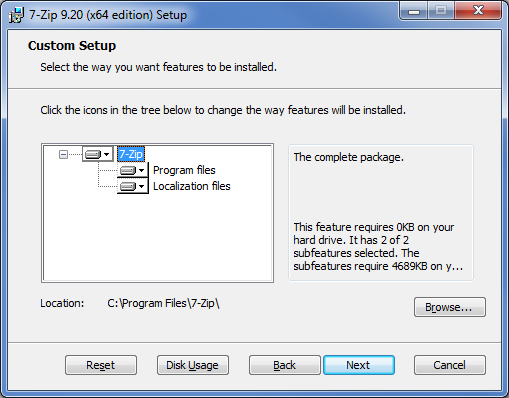 7-Zip 9.20 (x64 edition) Setup
Custom Setup
Select the way you want features to be installed.
Click the icons in the tree below to change the way features will be installed.
7-Zip
Program files
Localization files
The complete package.
This feature requires 0KB on your
hard drive. It has 2 of 2
subfeatures selected. The
subfeatures require 4689KB on y...
Location: C:\Program Files\7-Zip\
Browse...
Reset Disk Usage Back Next Cancel